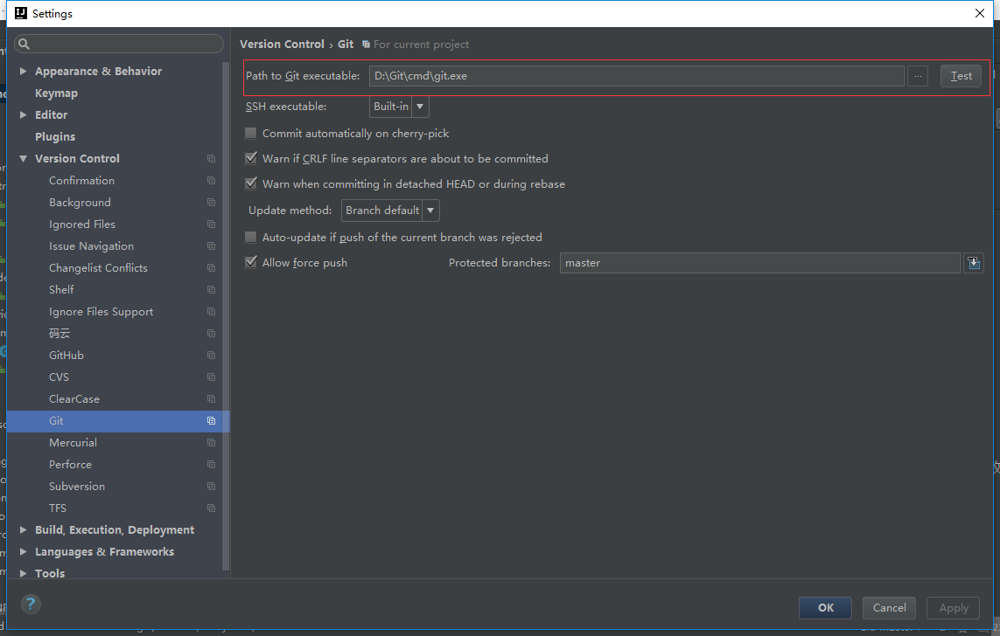 Settings
Version Control › Git For current project
Appearance & Behavior
Keymap
Editor
Plugins
Version Control
Confirmation
Background
Ignored Files
Issue Navigation
Changelist Conflicts
Shelf
Ignore Files Support
码云
GitHub
CVS
ClearCase
Git
Mercurial
Perforce
Subversion
TFS
Build, Execution, Deployment
Languages & Frameworks
Tools
Path to Git executable: D:\Git\cmd\git.exe ... Test
SSH executable: Built-in
Commit automatically on cherry-pick
Warn if CRLF line separators are about to be committed
Warn when committing in detached HEAD or during rebase
Update method: Branch default
Auto-update if push of the current branch was rejected
Allow force push Protected branches: master
?
OK Cancel Apply